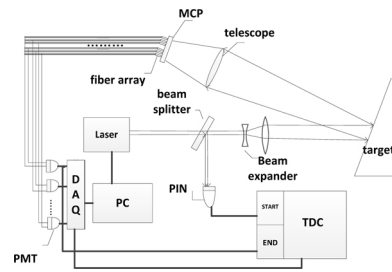 MCP
telescope
fiber array
beam
splitter
Laser
target
Beam
expander
D
A
Q
PC
PIN
START
TDC
END
PMT